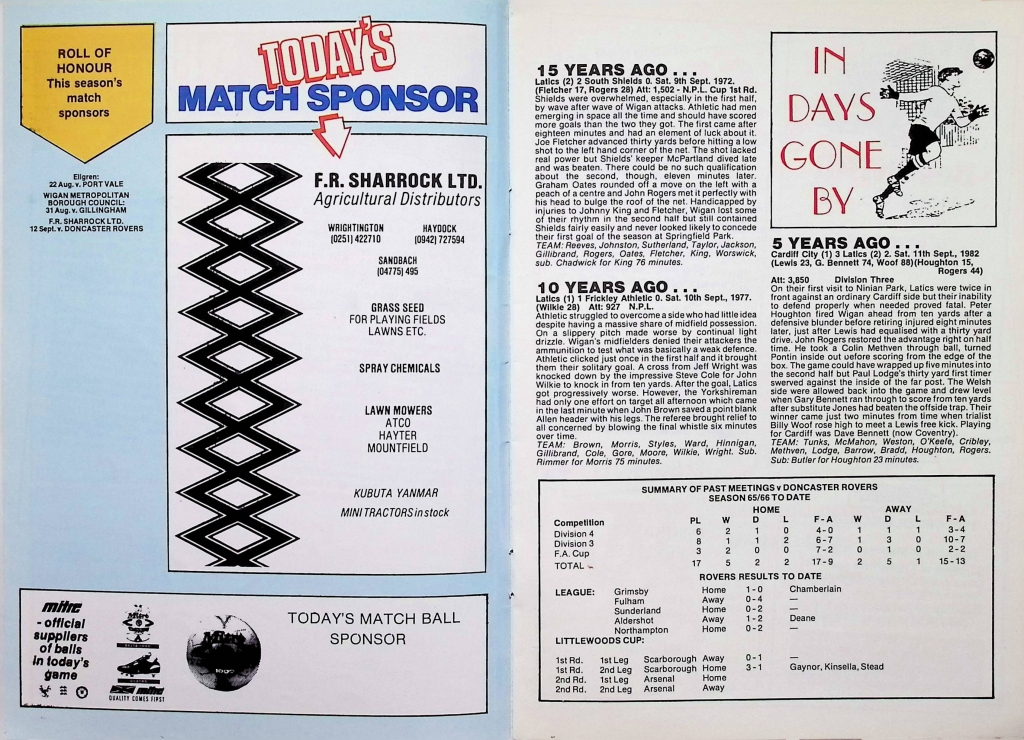 ROLL OF
HONOUR
This season's
match
sponsors
Ellgren:
22 Aug. v. PORT VALE
WIGAN METROPOLITAN
BOROUGH COUNCIL:
31 Aug. v. GILLINGHAM
F.R. SHARROCK LTD.
12 Sept. v. DONCASTER ROVERS
TODAY'S
MATCH SPONSOR
F.R. SHARROCK LTD.
Agricultural Distributors
WRIGHTINGTON HAYDOCK
(0251) 422710 (0942) 727594
SANDBACH
(04775) 495
GRASS SEED
FOR PLAYING FIELDS
LAWNS ETC.
SPRAY CHEMICALS
LAWN MOWERS
ATCO
HAYTER
MOUNTFIELD
KUBUTA YANMAR
MINI TRACTORS in stock
mitre
- official
suppliers
of balls
in today's
game
mitre
QUALITY COMES FIRST
Mitre
TODAY'S MATCH BALL
SPONSOR
15 YEARS AGO . . .
Latics (2) 2 South Shields 0. Sat. 9th Sept. 1972.
(Fletcher 17, Rogers 28) Att: 1,502 - N.P.L. Cup 1st Rd.
Shields were overwhelmed, especially in the first half,
by wave after wave of Wigan attacks. Athletic had men
emerging in space all the time and should have scored
more goals than the two they got. The first came after
eighteen minutes and had an element of luck about it.
Joe Fletcher advanced thirty yards before hitting a low
shot to the left hand corner of the net. The shot lacked
real power but Shields' keeper McPartland dived late
and was beaten. There could be no such qualification
about the second, though, eleven minutes later.
Graham Oates rounded off a move on the left with a
peach of a centre and John Rogers met it perfectly with
his head to bulge the roof of the net. Handicapped by
injuries to Johnny King and Fletcher, Wigan lost some
of their rhythm in the second half but still contained
Shields fairly easily and never looked likely to concede
their first goal of the season at Springfield Park.
TEAM: Reeves, Johnston, Sutherland, Taylor, Jackson,
Gillibrand, Rogers, Oates, Fletcher, King, Worswick,
sub. Chadwick for King 76 minutes.
10 YEARS AGO . . .
Latics (1) 1 Frickley Athletic 0. Sat. 10th Sept., 1977.
(Wilkie 28) Att: 927 N.P.L.
Athletic struggled to overcome a side who had little idea
despite having a massive share of midfield possession.
On a slippery pitch made worse by continual light
drizzle. Wigan's midfielders denied their attackers the
ammunition to test what was basically a weak defence.
Athletic clicked just once in the first half and it brought
them their solitary goal. A cross from Jeff Wright was
knocked down by the impressive Steve Cole for John
Wilkie to knock in from ten yards. After the goal, Latics
got progressively worse. However, the Yorkshireman
had only one effort on target all afternoon which came
in the last minute when John Brown saved a point blank
Allen header with his legs. The referee brought relief to
all concerned by blowing the final whistle six minutes
over time.
TEAM: Brown, Morris, Styles, Ward, Hinnigan,
Gillibrand, Cole, Gore, Moore, Wilkie, Wright. Sub.
Rimmer for Morris 75 minutes.
IN
DAYS
GONE
BY
5 YEARS AGO . . .
Cardiff City (1) 3 Latics (2) 2. Sat. 11th Sept., 1982
(Lewis 23, G. Bennett 74, Woof 88)(Houghton 15,
Rogers 44)
Att: 3,850 Division Three
On their first visit to Ninian Park, Latics were twice in
front against an ordinary Cardiff side but their inability
to defend properly when needed proved fatal. Peter
Houghton fired Wigan ahead from ten yards after a
defensive blunder before retiring injured eight minutes
later, just after Lewis had equalised with a thirty yard
drive. John Rogers restored the advantage right on half
time. He took a Colin Methven through ball, turned
Pontin inside out before scoring from the edge of the
box. The game could have wrapped up five minutes into
the second half but Paul Lodge's thirty yard first timer
swerved against the inside of the far post. The Welsh
side were allowed back into the game and drew level
when Gary Bennett ran through to score from ten yards
after substitute Jones had beaten the offside trap. Their
winner came just two minutes from time when trialist
Billy Woof rose high to meet a Lewis free kick. Playing
for Cardiff was Dave Bennett (now Coventry).
TEAM: Tunks, McMahon, Weston, O'Keefe, Cribley,
Methven, Lodge, Barrow, Bradd, Houghton, Rogers.
Sub: Butler for Houghton 23 minutes.
SUMMARY OF PAST MEETINGS v DONCASTER ROVERS
SEASON 65/66 TO DATE
HOME AWAY
Competition PL W D L F - A W D L F - A
Division 4 6 2 1 0 4-0 1 1 1 3-4
Division 3 8 1 1 2 6-7 1 3 0 10-7
F.A. Cup 3 2 0 0 7-2 0 1 0 2-2
TOTAL - 17 5 2 2 17-9 2 5 1 15-13
ROVERS RESULTS TO DATE
LEAGUE: Grimsby Home 1-0 Chamberlain
Fulham Away 0-4 —
Sunderland Home 0-2 —
Aldershot Away 1-2 Deane
Northampton Home 0-2 —
LITTLEWOODS CUP:
1st Rd. 1st Leg Scarborough Away 0-1 —
1st Rd. 2nd Leg Scarborough Home 3-1 Gaynor, Kinsella, Stead
2nd Rd. 1st Leg Arsenal Home
2nd Rd. 2nd Leg Arsenal Away